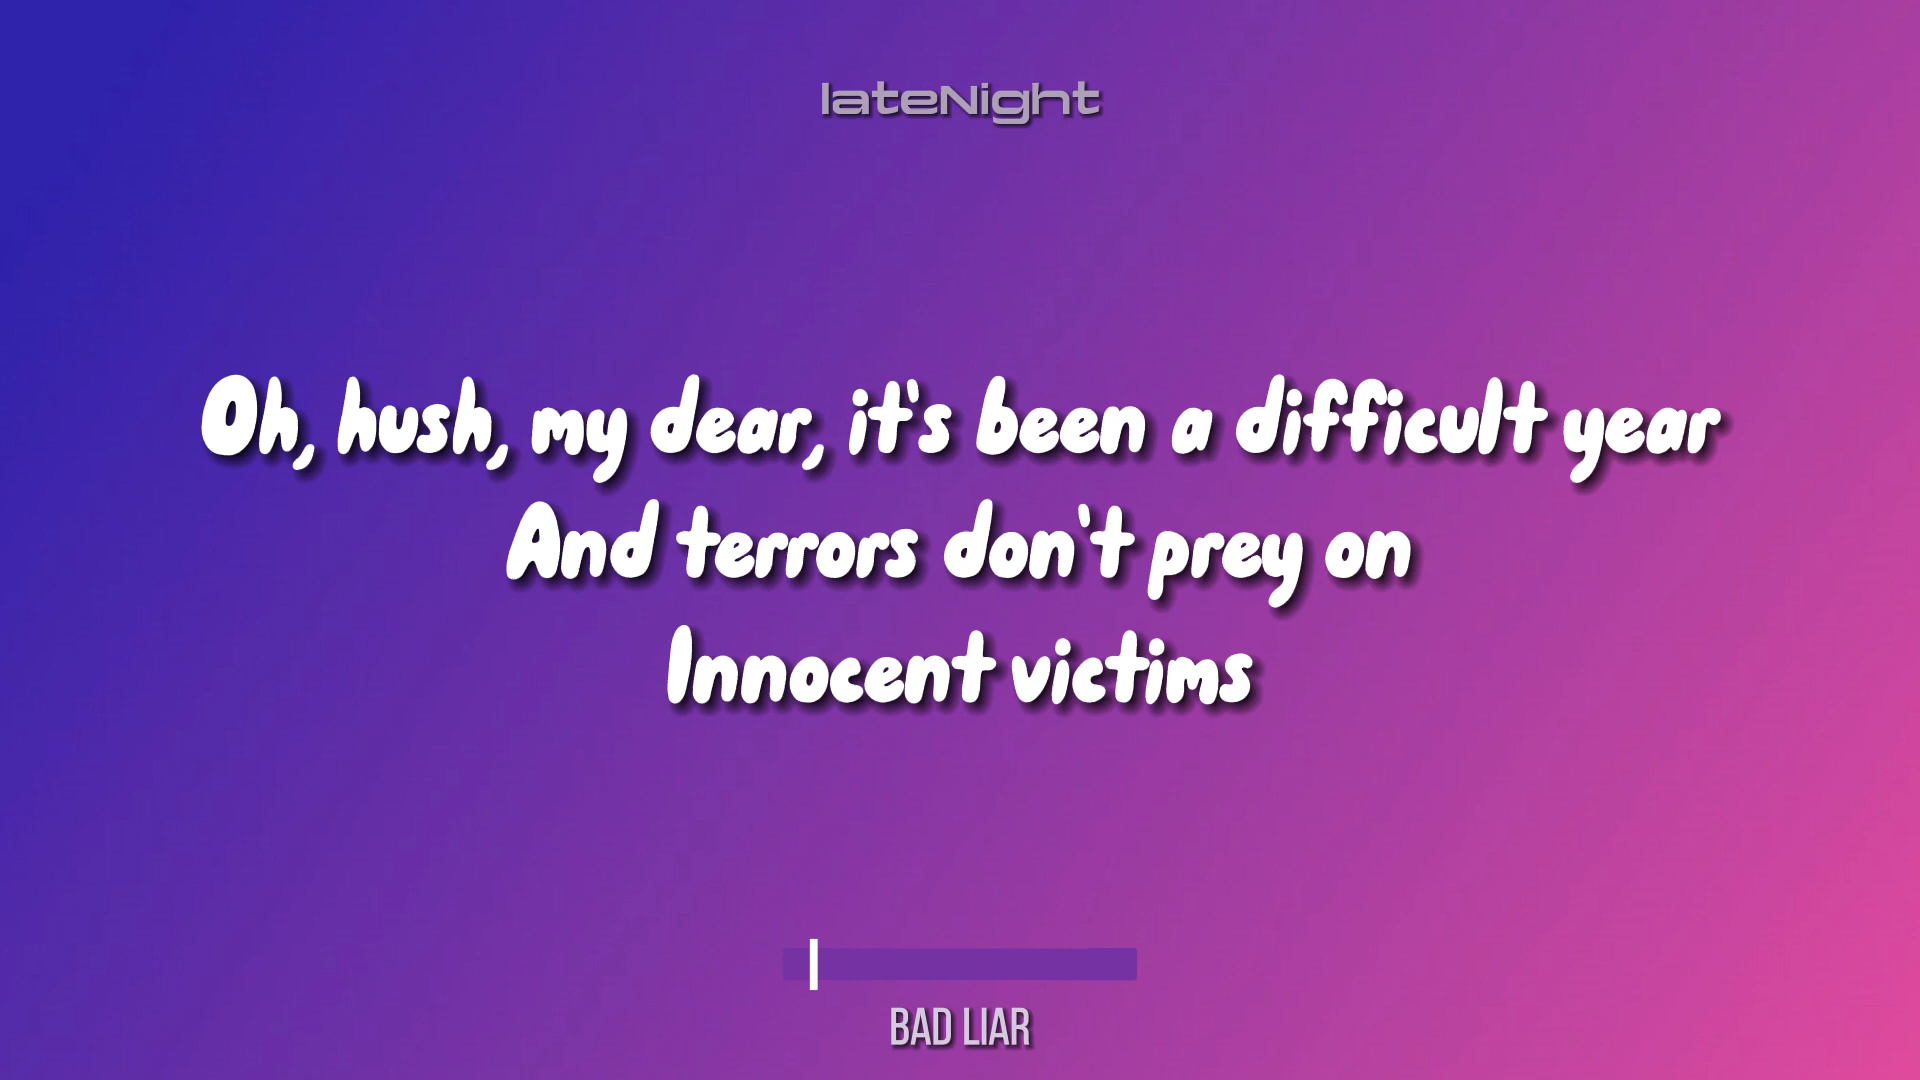 lateNight
Oh, hush, my dear, it's been a difficult year
And terrors don't prey on
Innocent victims
BAD LIAR